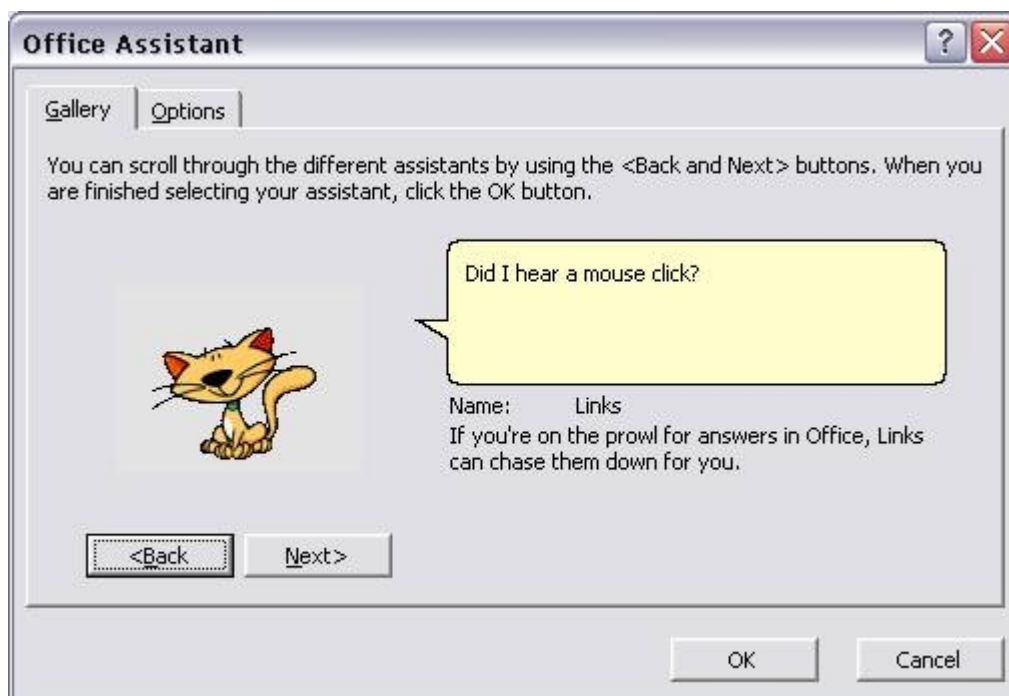 Office Assistant
?
Gallery
Options
You can scroll through the different assistants by using the <Back and Next> buttons. When you
are finished selecting your assistant, click the OK button.
Did I hear a mouse click?
Name: Links
If you're on the prowl for answers in Office, Links
can chase them down for you.
<Back
Next>
OK
Cancel